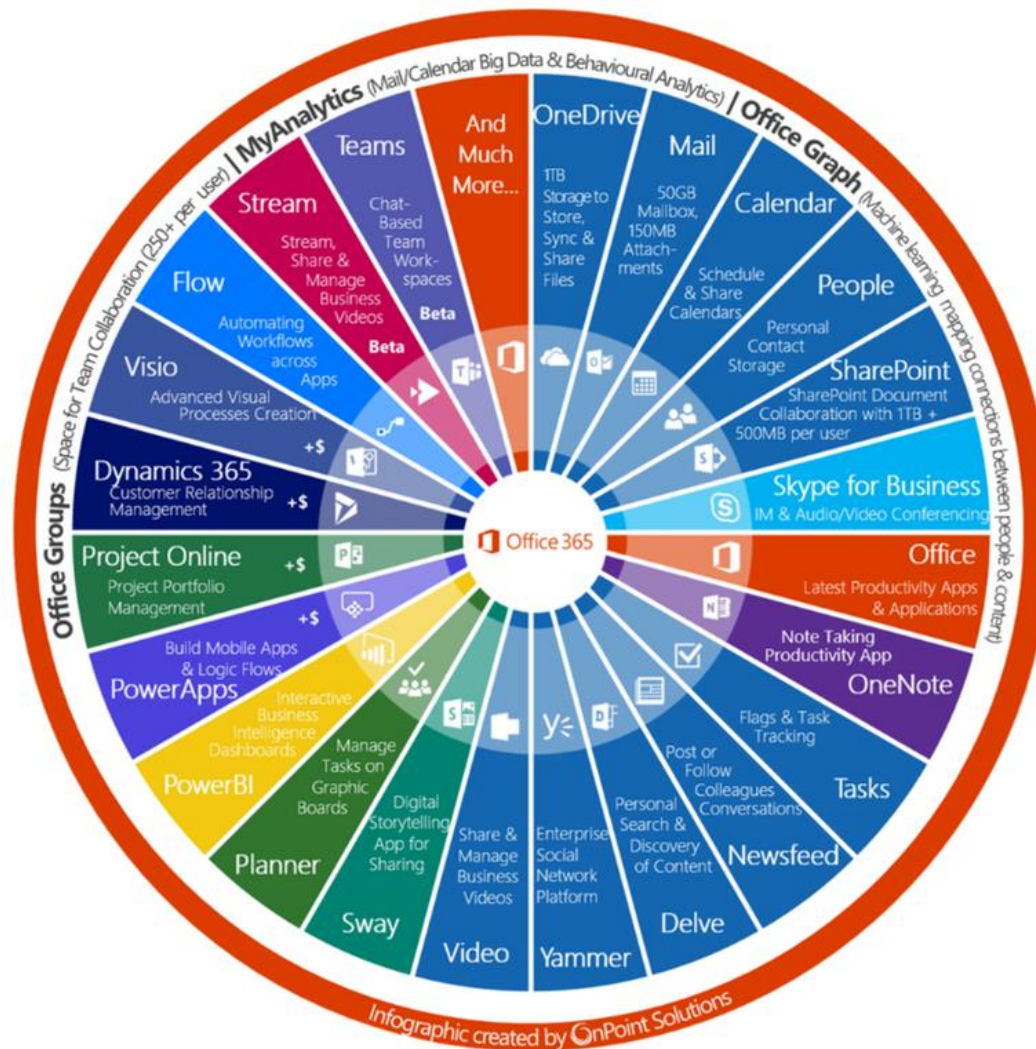 Office Groups (Space for Team Collaboration (250+ per user) | MyAnalytics (Mail/Calendar Big Data & Behavioural Analytics) | Office Graph (Machine learning mapping connections between people & content)
And
Much
More...
OneDrive
1TB
Storage to
Store,
Sync &
Share
Files
Mail
50GB
Mailbox,
150MB
Attach-
ments
Calendar
Schedule
& Share
Calendars
People
Personal
Contact
Storage
SharePoint
SharePoint Document
Collaboration with 1TB +
500MB per user
Skype for Business
IM & Audio/Video Conferencing
Office
Latest Productivity Apps
& Applications
Note Taking
Productivity App
OneNote
Flags & Task
Tracking
Tasks
Post or
Follow
Colleagues
Conversations
Newsfeed
Personal
Search &
Discovery
of Content
Delve
Enterprise
Social
Network
Platform
Yammer
Share &
Manage
Business
Videos
Video
Digital
Storytelling
App for
Sharing
Sway
Manage
Tasks on
Graphic
Boards
Planner
Interactive
Business
Intelligence
Dashboards
PowerBI
+$
Build Mobile Apps
& Logic Flows
PowerApps
Project Online
+$
Project Portfolio
Management
Dynamics 365
Customer Relationship
Management
+$
Visio
Advanced Visual
Processes Creation
+$
Flow
Automating
Workflows
across
Apps
Stream
Stream,
Share &
Manage
Business
Videos
Beta
Teams
Chat-
Based
Team
Work-
spaces
Beta
Office 365
Infographic created by OnPoint Solutions